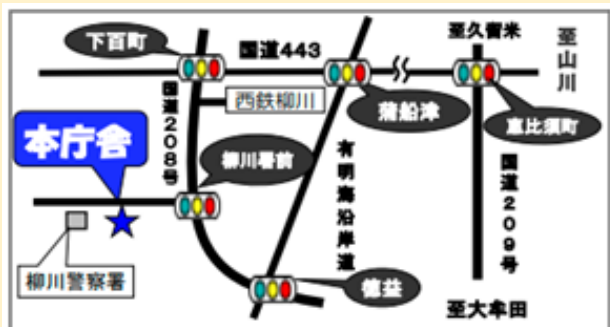 下百町
国道443
至久留米
至山川
国道208号
西鉄柳川
蒲船津
恵比須町
本庁舎
柳川署前
有明海沿岸道
国道209号
柳川警察署
徳益
至大牟田